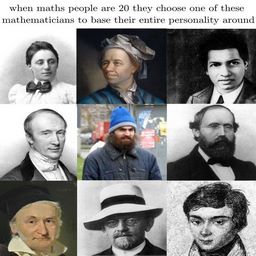 when maths people are 20 they choose one of these
mathematicians to base their entire personality around